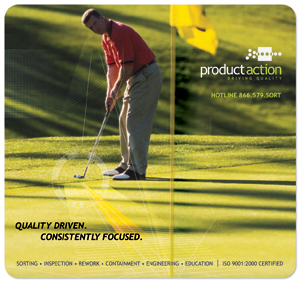 productaction
DRIVING QUALITY
HOTLINE 866.579.SORT
QUALITY DRIVEN.
CONSISTENTLY FOCUSED.
SORTING • INSPECTION • REWORK • CONTAINMENT • ENGINEERING • EDUCATION | ISO 9001:2000 CERTIFIED